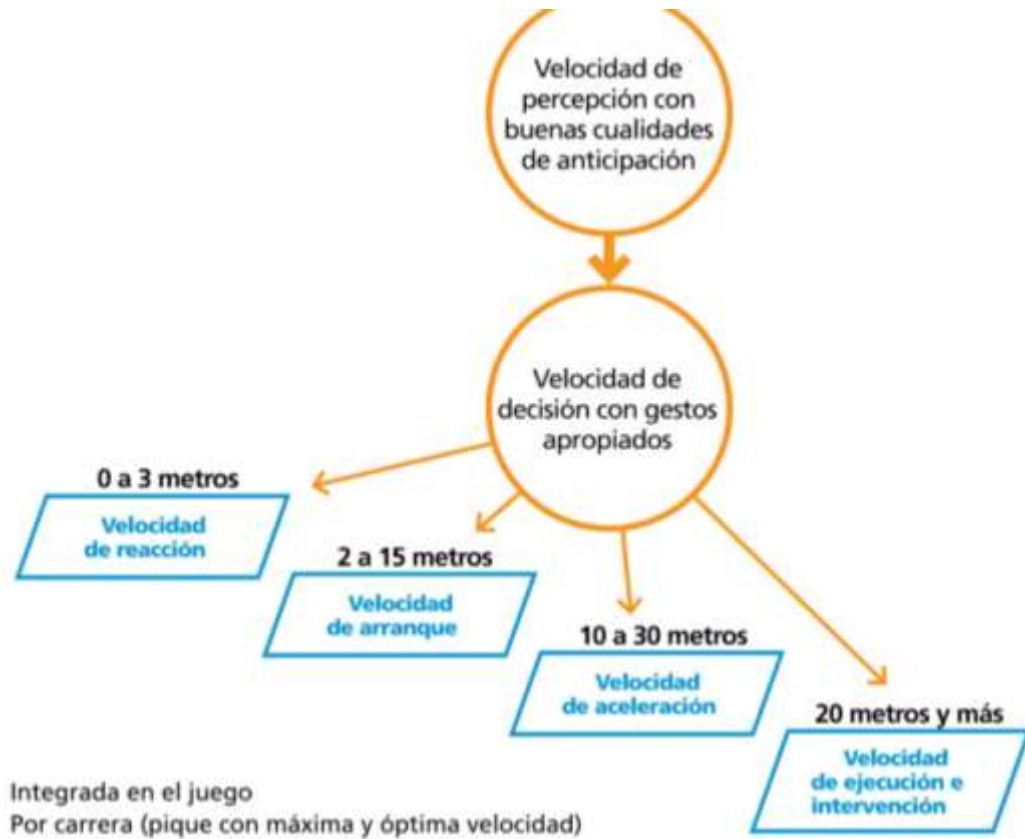 Velocidad de
percepción con
buenas cualidades
de anticipación
Velocidad de
decisión con gestos
apropiados
0 a 3 metros
Velocidad
de reacción
2 a 15 metros
Velocidad
de arranque
10 a 30 metros
Velocidad
de aceleración
20 metros y más
Velocidad
de ejecución e
intervención
Integrada en el juego
Por carrera (pique con máxima y óptima velocidad)